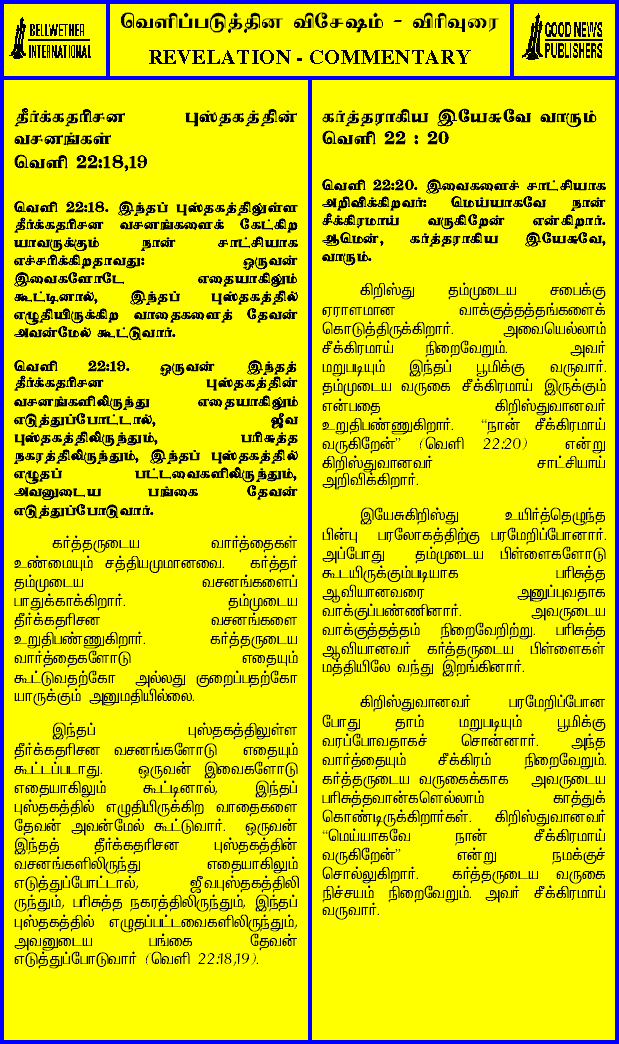 BELLWETHER
INTERNATIONAL
வெளிப்படுத்தின விசேஷம் - விரிவுரை
REVELATION - COMMENTARY
GOOD NEWS
PUBLISHERS
தீர்க்கதரிசன புஸ்தகத்தின்
வசனங்கள்
வெளி 22:18,19
வெளி 22:18. இந்தப் புஸ்தகத்திலுள்ள
தீர்க்கதரிசன வசனங்களைக் கேட்கிற
யாவருக்கும் நான் சாட்சியாக
எச்சரிக்கிறதாவது: ஒருவன்
இவைகளோடே எதையாகிலும்
கூட்டினால், இந்தப் புஸ்தகத்தில்
எழுதியிருக்கிற வாதைகளைத் தேவன்
அவன்மேல் கூட்டுவார்.
வெளி 22:19. ஒருவன் இந்தத்
தீர்க்கதரிசன புஸ்தகத்தின்
வசனங்களிலிருந்து எதையாகிலும்
எடுத்துப்போட்டால், ஜீவ
புஸ்தகத்திலிருந்தும், பரிசுத்த
நகரத்திலிருந்தும், இந்தப் புஸ்தகத்தில்
எழுதப் பட்டவைகளிலிருந்தும்,
அவனுடைய பங்கை தேவன்
எடுத்துப்போடுவார்.
கர்த்தருடைய வார்த்தைகள்
உண்மையும் சத்தியமுமானவை. கர்த்தர்
தம்முடைய வசனங்களைப்
பாதுக்காக்கிறார். தம்முடைய
தீர்க்கதரிசன வசனங்களை
உறுதிபண்ணுகிறார். கர்த்தருடைய
வார்த்தைகளோடு எதையும்
கூட்டுவதற்கோ அல்லது குறைப்பதற்கோ
யாருக்கும் அனுமதியில்லை.
இந்தப் புஸ்தகத்திலுள்ள
தீர்க்கதரிசன வசனங்களோடு எதையும்
கூட்டப்படாது. ஒருவன் இவைகளோடு
எதையாகிலும் கூட்டினால், இந்தப்
புஸ்தகத்தில் எழுதியிருக்கிற வாதைகளை
தேவன் அவன்மேல் கூட்டுவார். ஒருவன்
இந்தத் தீர்க்கதரிசன புஸ்தகத்தின்
வசனங்களிலிருந்து எதையாகிலும்
எடுத்துப்போட்டால், ஜீவபுஸ்தகத்திலி
ருந்தும், பரிசுத்த நகரத்திலிருந்தும், இந்தப்
புஸ்தகத்தில் எழுதப்பட்டவைகளிலிருந்தும்,
அவனுடைய பங்கை தேவன்
எடுத்துப்போடுவார் (வெளி 22:18,19).
கர்த்தராகிய இயேசுவே வாரும்
வெளி 22 : 20
வெளி 22:20. இவைகளைச் சாட்சியாக
அறிவிக்கிறவர்: மெய்யாகவே நான்
சீக்கிரமாய் வருகிறேன் என்கிறார்.
ஆமென், கர்த்தராகிய இயேசுவே,
வாரும்.
கிறிஸ்து தம்முடைய சபைக்கு
ஏராளமான வாக்குத்தத்தங்களைக்
கொடுத்திருக்கிறார். அவையெல்லாம்
சீக்கிரமாய் நிறைவேறும். அவர்
மறுபடியும் இந்தப் பூமிக்கு வருவார்.
தம்முடைய வருகை சீக்கிரமாய் இருக்கும்
என்பதை கிறிஸ்துவானவர்
உறுதிபண்ணுகிறார். “நான் சீக்கிரமாய்
வருகிறேன்” (வெளி 22:20) என்று
கிறிஸ்துவானவர் சாட்சியாய்
அறிவிக்கிறார்.
இயேசுகிறிஸ்து உயிர்த்தெழுந்த
பின்பு பரலோகத்திற்கு பரமேறிப்போனார்.
அப்போது தம்முடைய பிள்ளைகளோடு
கூடயிருக்கும்படியாக பரிசுத்த
ஆவியானவரை அனுப்புவதாக
வாக்குப்பண்ணினார். அவருடைய
வாக்குத்தத்தம் நிறைவேறிற்று. பரிசுத்த
ஆவியானவர் கர்த்தருடைய பிள்ளைகள்
மத்தியிலே வந்து இறங்கினார்.
கிறிஸ்துவானவர் பரமேறிப்போன
போது தாம் மறுபடியும் பூமிக்கு
வரப்போவதாகச் சொன்னார். அந்த
வார்த்தையும் சீக்கிரம் நிறைவேறும்.
கர்த்தருடைய வருகைக்காக அவருடைய
பரிசுத்தவான்களெல்லாம் காத்துக்
கொண்டிருக்கிறார்கள். கிறிஸ்துவானவர்
“மெய்யாகவே நான் சீக்கிரமாய்
வருகிறேன்” என்று நமக்குச்
சொல்லுகிறார். கர்த்தருடைய வருகை
நிச்சயம் நிறைவேறும். அவர் சீக்கிரமாய்
வருவார்.